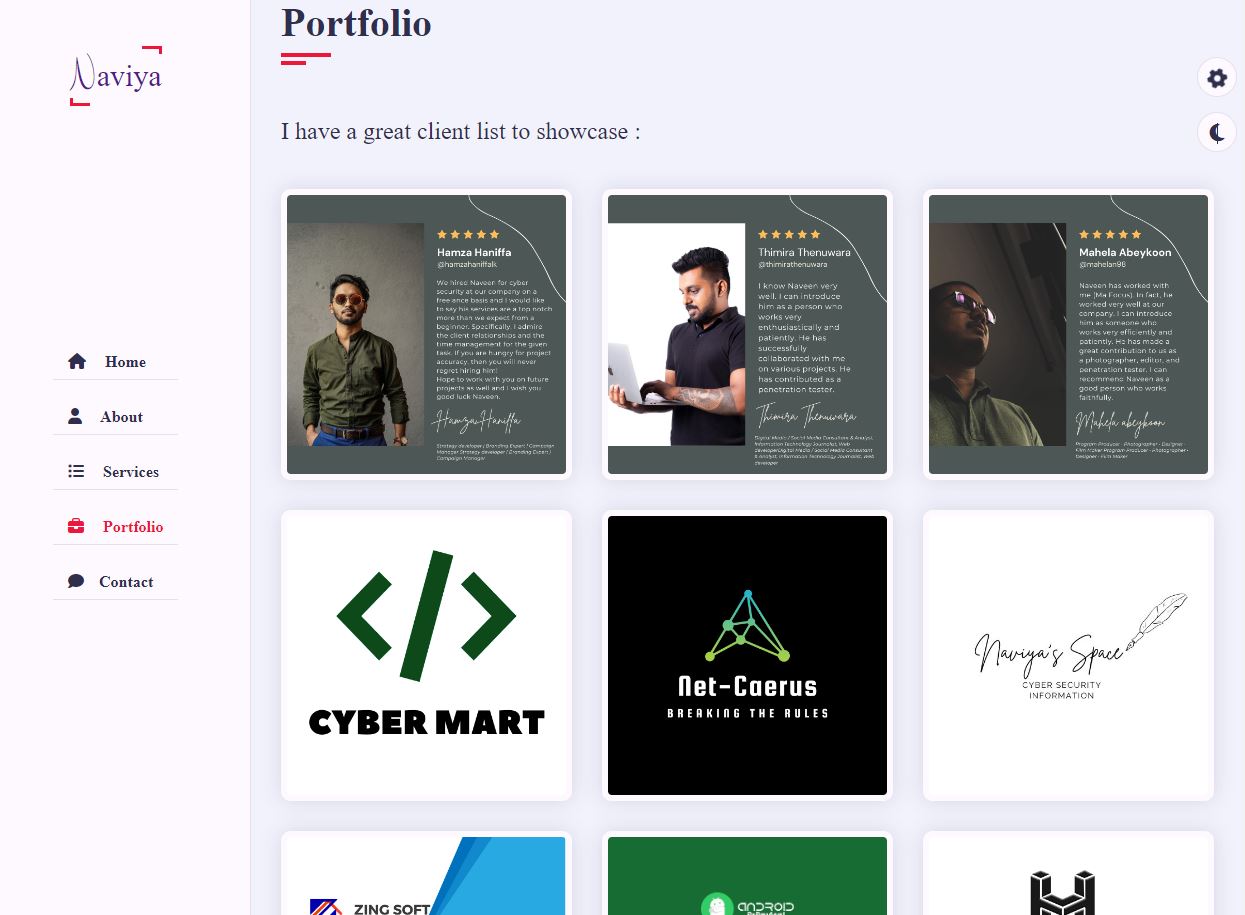 Portfolio
Naviya
I have a great client list to showcase :
Home
About
Services
Portfolio
Contact
Hamza Haniffa
@hamzahaniffalk
We hired Naveen for cyber
security at our company on a
free ance basis and I would like
to say his services are a top notch
more than we expect from a
beginner. Specifically, I admire
the client relationships and the
time management for the given
task. If you are hungry for project
accuracy, then you will never
regret hiring him!
Hope to work with you on future
projects as well and I wish you
good luck Naveen.
Hamza Haniffa
Strategy developer / Branding Expert / Campaign
Manager Strategy developer / Branding Expert /
Campaign Manager
Thimira Thenuwara
@thimirathenuwara
I know Naveen very
well. I can introduce
him as a person who
works very
enthusiastically and
patiently. He has
successfully
collaborated with me
on various projects. He
has contributed as a
penetration tester.
Thimira Thenuwara
Digital Media / Social Media Consultant & Analyst,
Information Technology Journalist, Web
developerDigital Media / Social Media Consultant
& Analyst, Information Technology Journalist, Web
developer
Mahela Abeykoon
@mahelan98
Naveen has worked with
me (Ma Focus). In fact, he
worked very well at our
company. I can introduce
him as someone who
works very efficiently and
patiently. He has made a
great contribution to us as
a photographer, editor, and
penetration tester. I can
recommend Naveen as a
good person who works
faithfully.
Mahela abeykoon
Program Producer - Photographer - Designer -
Film Maker Program Producer - Photographer -
Designer - Film Maker
CYBER MART
Net-Caerus
BREAKING THE RULES
Naviya's Space
CYBER SECURITY
INFORMATION
ZING SOFT
ANDROID